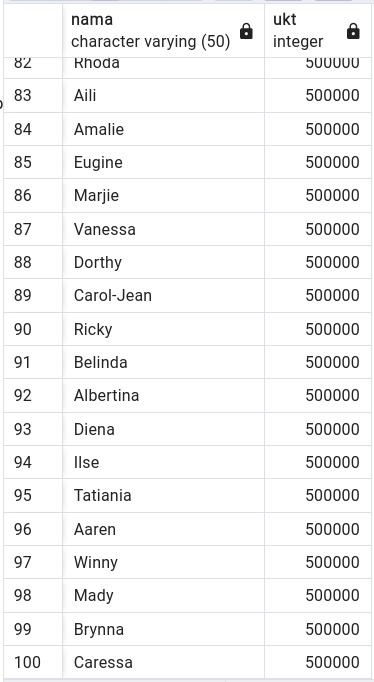 nama ukt
character varying (50) integer
82 Rhoda 500000
83 Aili 500000
84 Amalie 500000
85 Eugine 500000
86 Marjie 500000
87 Vanessa 500000
88 Dorthy 500000
89 Carol-Jean 500000
90 Ricky 500000
91 Belinda 500000
92 Albertina 500000
93 Diena 500000
94 Ilse 500000
95 Tatiania 500000
96 Aaren 500000
97 Winny 500000
98 Mady 500000
99 Brynna 500000
100 Caressa 500000